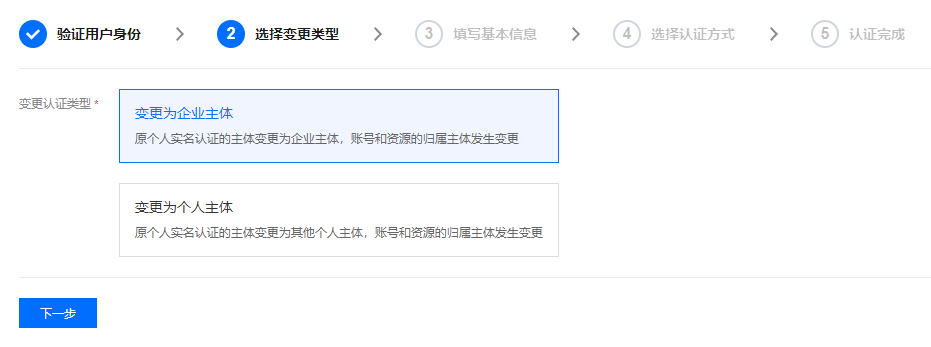 验证用户身份 2 选择变更类型 3 填写基本信息 4 选择认证方式 5 认证完成
变更认证类型 *
变更为企业主体
原个人实名认证的主体变更为企业主体，账号和资源的归属主体发生变更
变更为个人主体
原个人实名认证的主体变更为其他个人主体，账号和资源的归属主体发生变更
下一步